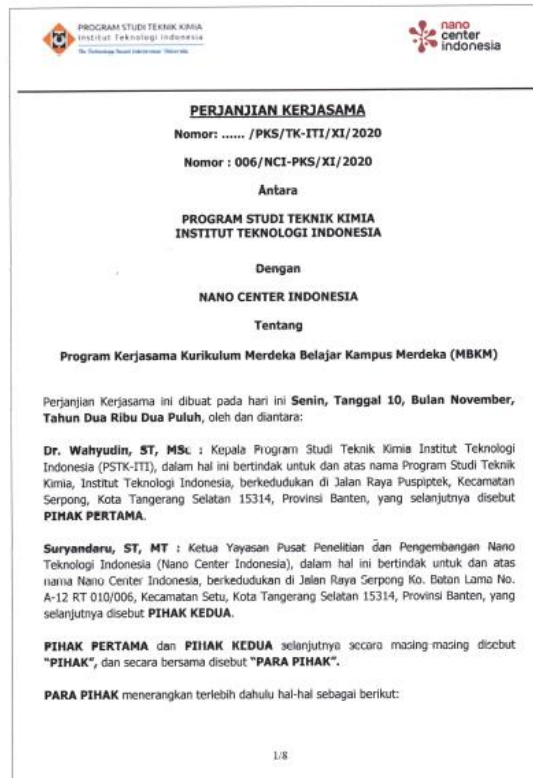 PROGRAM STUDI TEKNIK KIMIA
Institut Teknologi Indonesia
nano
center
indonesia
PERJANJIAN KERJASAMA
Nomor: ...... /PKS/TK-ITI/XI/2020
Nomor : 006/NCI-PKS/XI/2020
Antara
PROGRAM STUDI TEKNIK KIMIA
INSTITUT TEKNOLOGI INDONESIA
Dengan
NANO CENTER INDONESIA
Tentang
Program Kerjasama Kurikulum Merdeka Belajar Kampus Merdeka (MBKM)
Perjanjian Kerjasama ini dibuat pada hari ini Senin, Tanggal 10, Bulan November,
Tahun Dua Ribu Dua Puluh, oleh dan diantara:
Dr. Wahyudin, ST, MSc : Kepala Program Studi Teknik Kimia Institut Teknologi
Indonesia (PSTK-ITI), dalam hal ini bertindak untuk dan atas nama Program Studi Teknik
Kimia, Institut Teknologi Indonesia, berkedudukan di Jalan Raya Puspiptek, Kecamatan
Serpong, Kota Tangerang Selatan 15314, Provinsi Banten, yang selanjutnya disebut
PIHAK PERTAMA.
Suryandaru, ST, MT : Ketua Yayasan Pusat Penelitian dan Pengembangan Nano
Teknologi Indonesia (Nano Center Indonesia), dalam hal ini bertindak untuk dan atas
nama Nano Center Indonesia, berkedudukan di Jalan Raya Serpong Ko. Batan Lama No.
A-12 RT 010/006, Kecamatan Setu, Kota Tangerang Selatan 15314, Provinsi Banten, yang
selanjutnya disebut PIHAK KEDUA.
PIHAK PERTAMA dan PIHAK KEDUA selanjutnya secara masing-masing disebut
"PIHAK", dan secara bersama disebut "PARA PIHAK".
PARA PIHAK menerangkan terlebih dahulu hal-hal sebagai berikut:
1/8